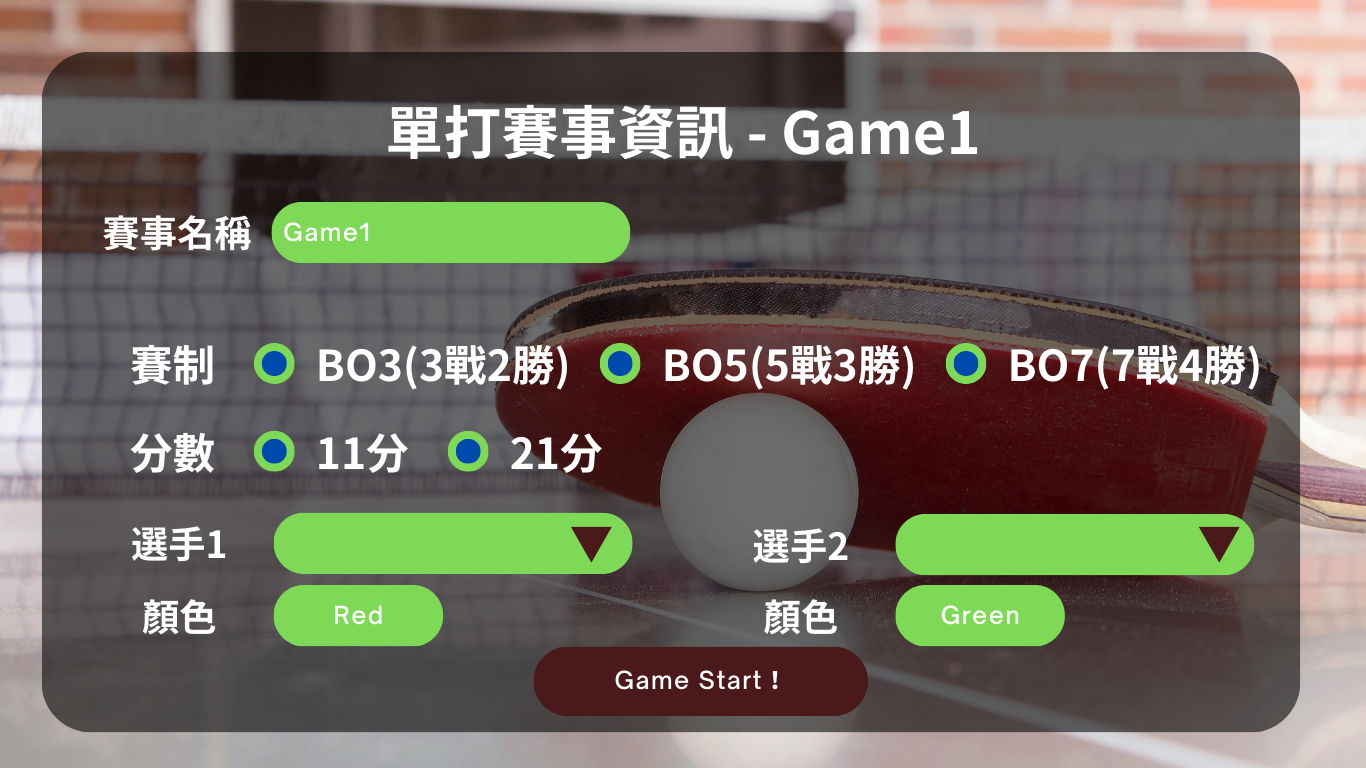 單打賽事資訊 - Game1
賽事名稱 Game1
賽制 BO3(3戰2勝) BO5(5戰3勝) BO7(7戰4勝)
分數 11分 21分
選手1 選手2
顏色 Red 顏色 Green
Game Start !